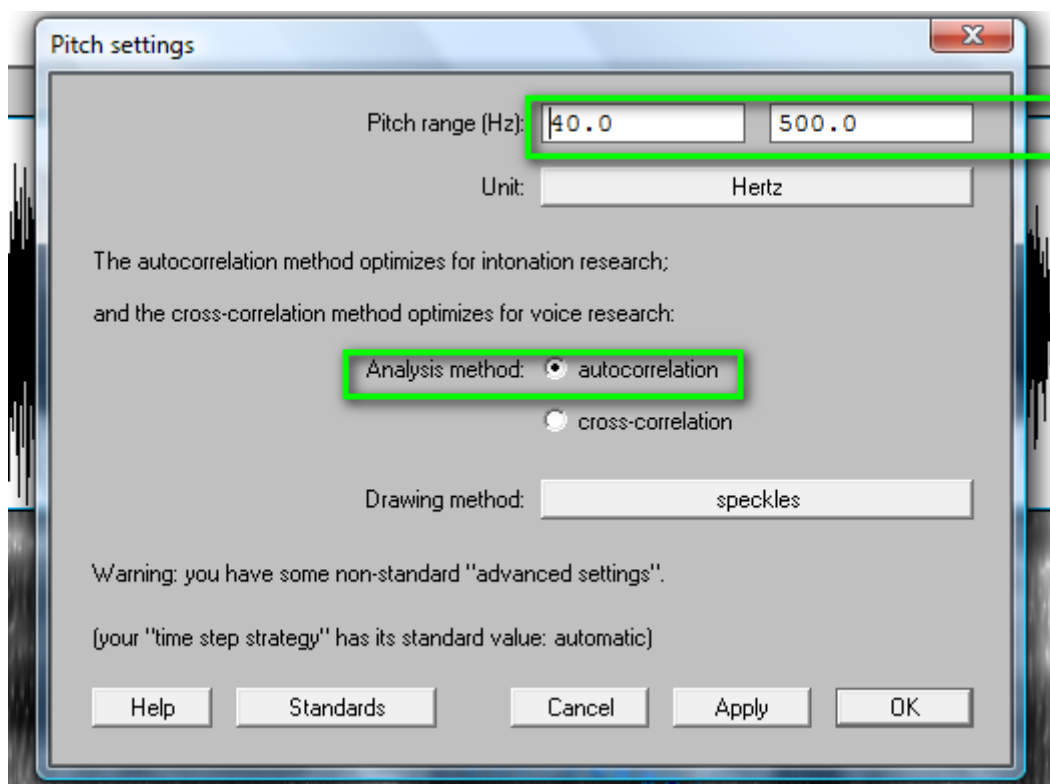 Pitch settings
Pitch range (Hz): 40.0 500.0
Unit: Hertz
The autocorrelation method optimizes for intonation research;
and the cross-correlation method optimizes for voice research:
Analysis method: autocorrelation
cross-correlation
Drawing method: speckles
Warning: you have some non-standard "advanced settings".
(your "time step strategy" has its standard value: automatic)
Help Standards Cancel Apply OK